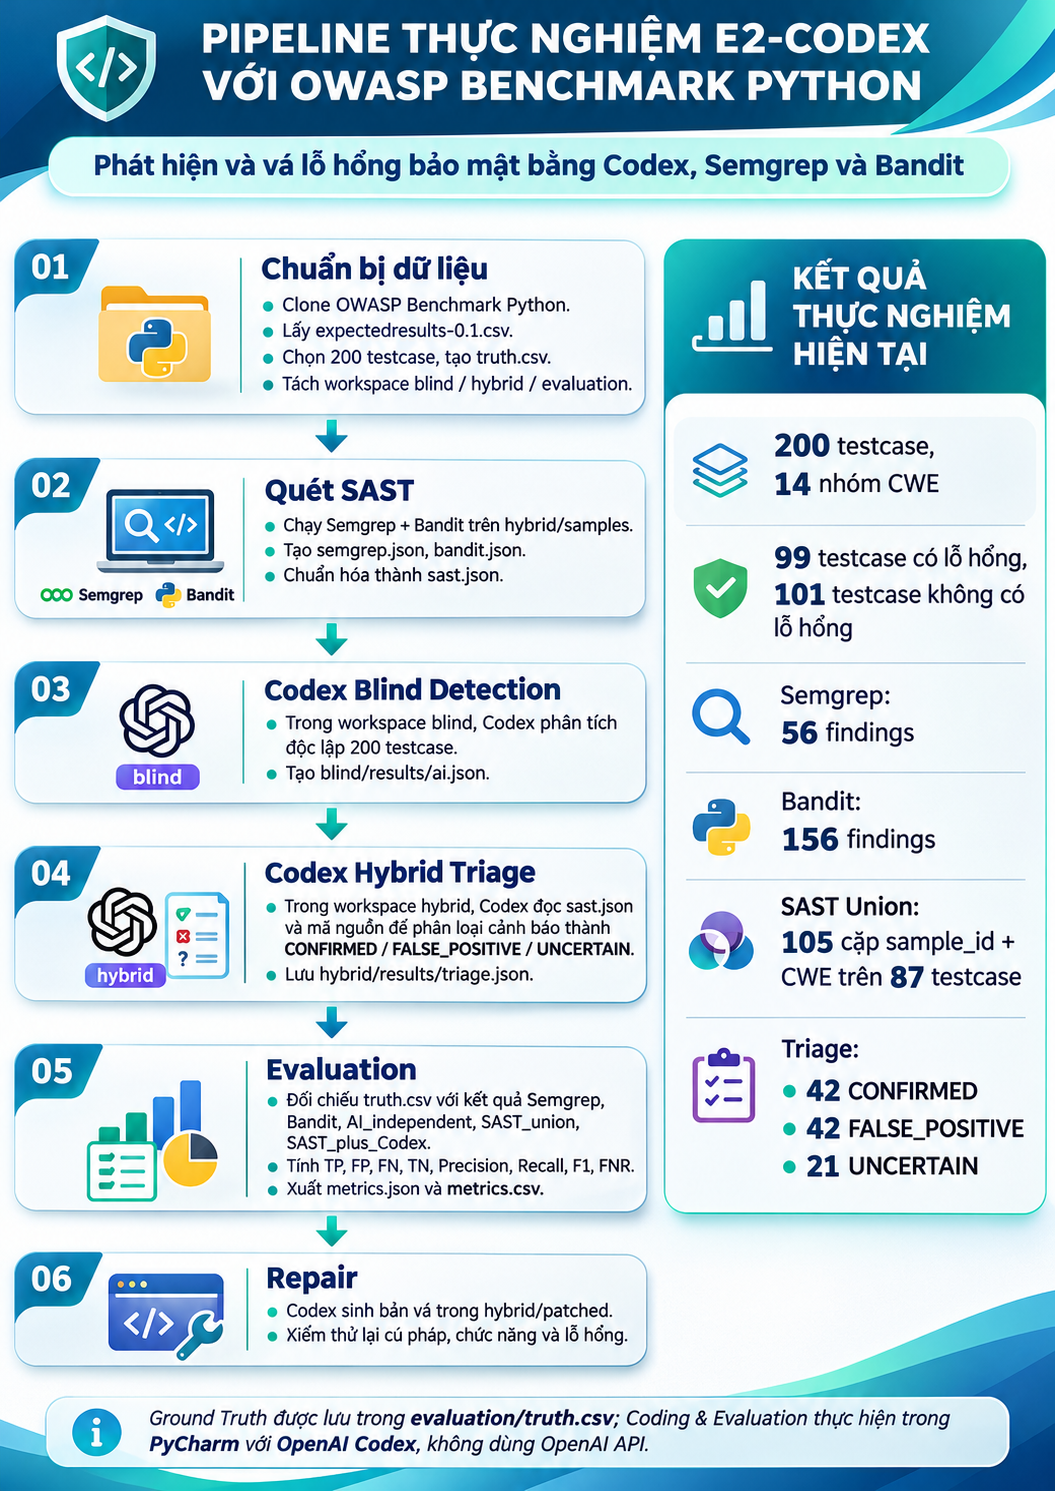 PIPELINE THỰC NGHIỆM E2-CODEX
VỚI OWASP BENCHMARK PYTHON
Phát hiện và vá lỗ hổng bảo mật bằng Codex, Semgrep và Bandit
01
Chuẩn bị dữ liệu
Clone OWASP Benchmark Python.
Lấy expectedresults-0.1.csv.
Chọn 200 testcase, tạo truth.csv.
Tách workspace blind / hybrid / evaluation.
02
Semgrep
Bandit
Quét SAST
Chạy Semgrep + Bandit trên hybrid/samples.
Tạo semgrep.json, bandit.json.
Chuẩn hóa thành sast.json.
03
blind
Codex Blind Detection
Trong workspace blind, Codex phân tích
độc lập 200 testcase.
Tạo blind/results/ai.json.
04
hybrid
Codex Hybrid Triage
Trong workspace hybrid, Codex đọc sast.json
và mã nguồn để phân loại cảnh báo thành
CONFIRMED / FALSE_POSITIVE / UNCERTAIN.
Lưu hybrid/results/triage.json.
05
Evaluation
Đối chiếu truth.csv với kết quả Semgrep,
Bandit, AI_independent, SAST_union,
SAST_plus_Codex.
Tính TP, FP, FN, TN, Precision, Recall, F1, FNR.
Xuất metrics.json và metrics.csv.
06
Repair
Codex sinh bản vá trong hybrid/patched.
Xiểm thử lại cú pháp, chức năng và lỗ hổng.
KẾT QUẢ
THỰC NGHIỆM
HIỆN TẠI
200 testcase,
14 nhóm CWE
99 testcase có lỗ hổng,
101 testcase không có
lỗ hổng
Semgrep:
56 findings
Bandit:
156 findings
SAST Union:
105 cặp sample_id +
CWE trên 87 testcase
Triage:
42 CONFIRMED
42 FALSE_POSITIVE
21 UNCERTAIN
Ground Truth được lưu trong evaluation/truth.csv; Coding & Evaluation thực hiện trong
PyCharm với OpenAI Codex, không dùng OpenAI API.